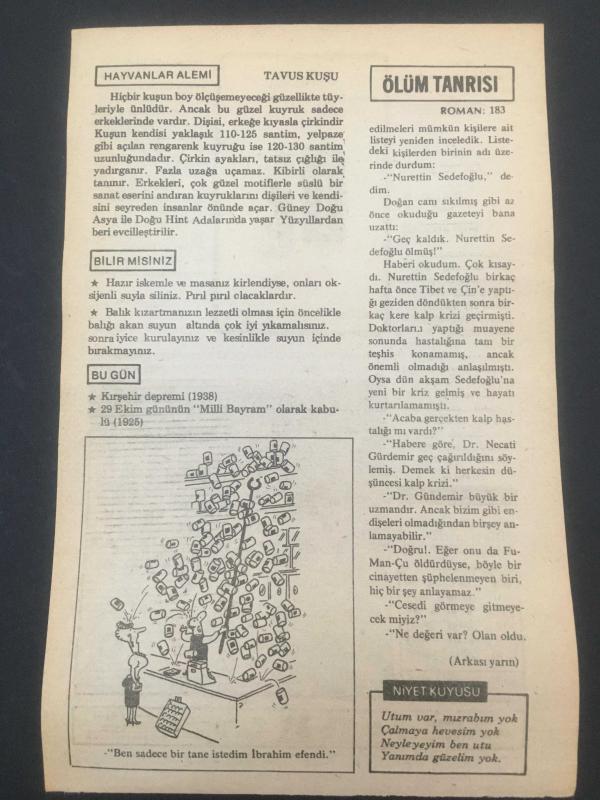 HAYVANLAR ALEMİ
TAVUS KUŞU
Hiçbir kuşun boy ölçüşemeyeceği güzellikte tüy-
leriyle ünlüdür. Ancak bu güzel kuyruk sadece
erkeklerinde vardır. Dişisi, erkeğe kıyasla çirkindir
Kuşun kendisi yaklaşık 110-125 santim, yelpaze
gibi açılan rengarenk kuyruğu ise 120-130 santim
uzunluğundadır. Çirkin ayakları, tatsız çığlığı ile
yadırganır. Fazla uzağa uçamaz. Kibirli olarak
tanınır. Erkekleri, çok güzel motiflerle süslü bir
sanat eserini andıran kuyruklarını dişileri ve kendi-
sini seyreden insanlar önünde açar. Güney Doğu
Asya ile Doğu Hint Adalarında yaşar Yüzyıllardan
beri evcilleştirilir.
BİLİR MİSİNİZ
★ Hazır iskemle ve masanız kirlendiyse, onları ok-
sijenli suyla siliniz. Pırıl pırıl olacaklardır.
★ Balık kızartmanızın lezzetli olması için öncelikle
balığı akan suyun altında çok iyi yıkamalısınız.
sonra iyice kurulayınız ve kesinlikle suyun içinde
bırakmayınız.
BU GÜN
★ Kırşehir depremi (1938)
★ 29 Ekim gününün "Milli Bayram" olarak kabu-
lü (1925)
-"Ben sadece bir tane istedim İbrahim efendi."
ÖLÜM TANRISI
ROMAN: 183
edilmeleri mümkün kişilere ait
listeyi yeniden inceledik. Liste-
deki kişilerden birinin adı üze-
rinde durdum:
-"Nurettin Sedefoğlu," de-
dim.
Doğan canı sıkılmış gibi az
önce okuduğu gazeteyi bana
uzattı:
-"Geç kaldık. Nurettin Se-
defoğlu ölmüş!"
Haberi okudum. Çok kısay-
dı. Nurettin Sedefoğlu birkaç
hafta önce Tibet ve Çin'e yaptı-
ğı geziden döndükten sonra bir-
kaç kere kalp krizi geçirmişti.
Doktorların yaptığı muayene
sonunda hastalığına tam bir
teşhis konamamış, ancak
önemli olmadığı anlaşılmıştı.
Oysa dün akşam Sedefoğlu'na
yeni bir kriz gelmiş ve hayatı
kurtarılamamıştı.
-"Acaba gerçekten kalp has-
talığı mı vardı?"
-"Habere göre, Dr. Necati
Gürdemir geç çağırıldığını söy-
lemiş. Demek ki herkesin dü-
şüncesi kalp krizi."
-"Dr. Gündemir büyük bir
uzmandır. Ancak bizim gibi en-
dişeleri olmadığından birşey an-
lamayabilir."
-"Doğru!. Eğer onu da Fu-
Man-Çu öldürdüyse, böyle bir
cinayetten şüphelenmeyen biri,
hiç bir şey anlayamaz."
-"Cesedi görmeye gitmeye-
cek miyiz?"
-"Ne değeri var? Olan oldu.
(Arkası yarın)
NİYET KUYUSU
Utum var, mızrabım yok
Çalmaya hevesim yok
Neyleyeyim ben utu
Yanımda güzelim yok.